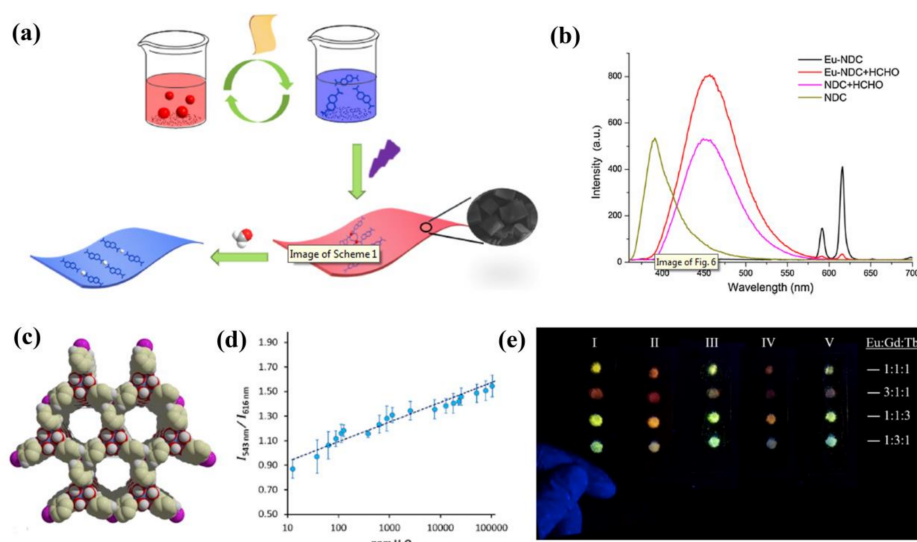 (a)
Image of Scheme 1
(b)
Eu-NDC
Eu-NDC+HCHO
NDC+HCHO
NDC
Intensity (a.u.)
800
600
400
200
0
Image of Fig. 6
400
450
500
550
600
650
700
Wavelength (nm)
(c)
(d)
I543 nm/ I616 nm
1.70
1.50
1.30
1.10
0.90
0.70
0.50
10
100
1000
10000
100000
(e)
I II III IV V Eu:Gd:Tb
— 1:1:1
— 3:1:1
— 1:1:3
— 1:3:1